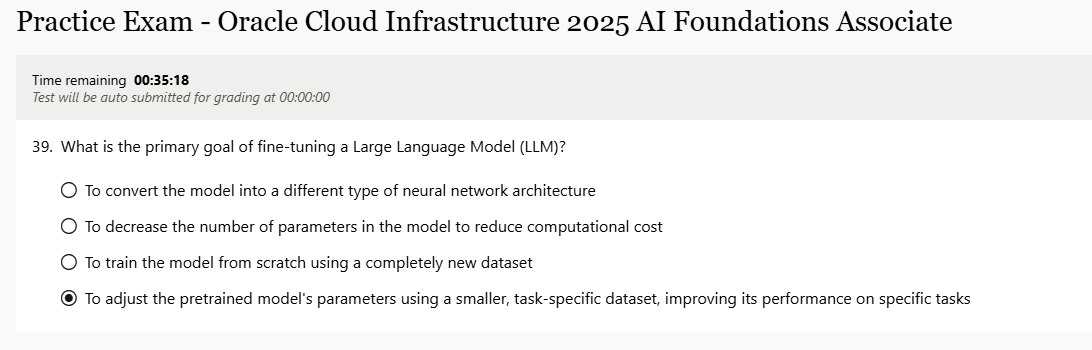 Practice Exam - Oracle Cloud Infrastructure 2025 AI Foundations Associate
Time remaining 00:35:18
Test will be auto submitted for grading at 00:00:00
39. What is the primary goal of fine-tuning a Large Language Model (LLM)?
To convert the model into a different type of neural network architecture
To decrease the number of parameters in the model to reduce computational cost
To train the model from scratch using a completely new dataset
To adjust the pretrained model's parameters using a smaller, task-specific dataset, improving its performance on specific tasks